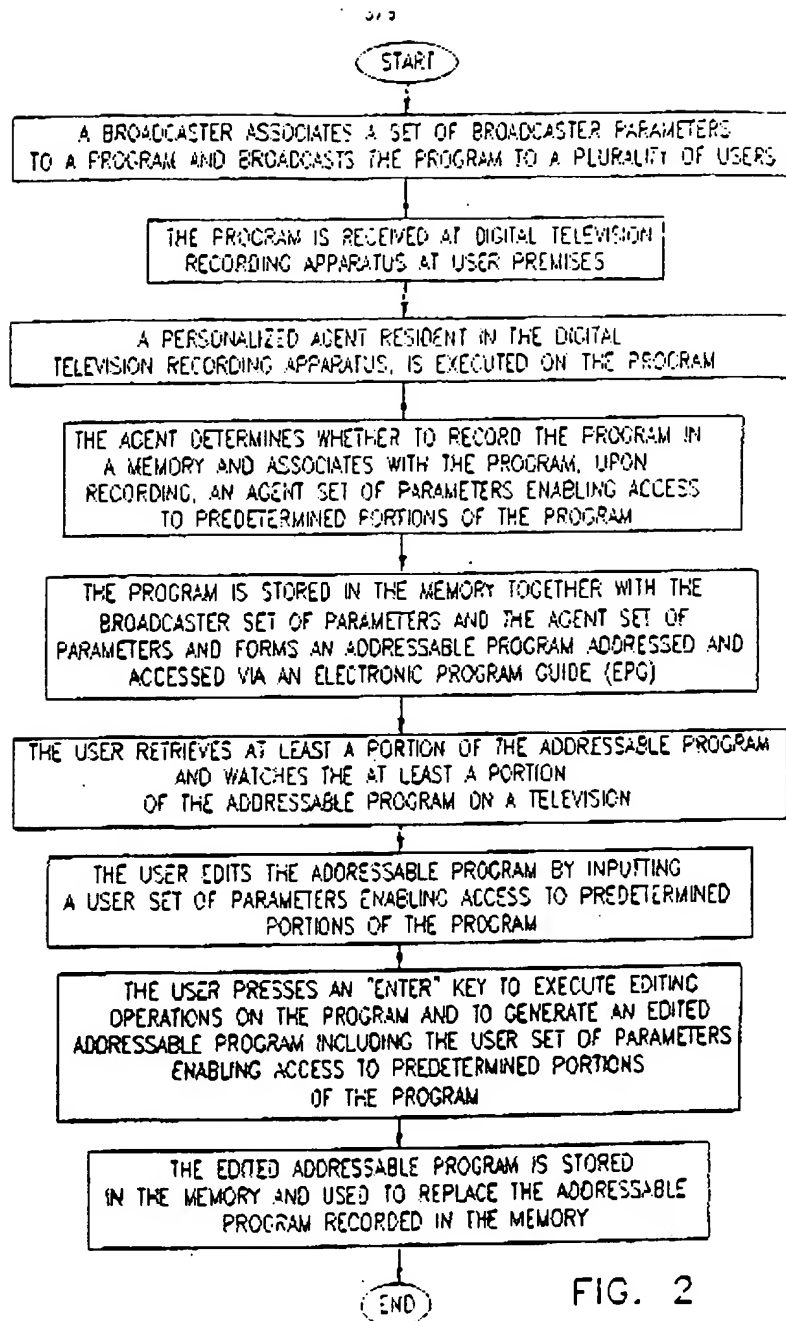 START
A BROADCASTER ASSOCIATES A SET OF BROADCASTER PARAMETERS
TO A PROGRAM AND BROADCASTS THE PROGRAM TO A PLURALITY OF USERS
THE PROGRAM IS RECEIVED AT DIGITAL TELEVISION
RECORDING APPARATUS AT USER PREMISES
A PERSONALIZED AGENT RESIDENT IN THE DIGITAL
TELEVISION RECORDING APPARATUS, IS EXECUTED ON THE PROGRAM
THE AGENT DETERMINES WHETHER TO RECORD THE PROGRAM IN
A MEMORY AND ASSOCIATES WITH THE PROGRAM, UPON
RECORDING, AN AGENT SET OF PARAMETERS ENABLING ACCESS
TO PREDETERMINED PORTIONS OF THE PROGRAM
THE PROGRAM IS STORED IN THE MEMORY TOGETHER WITH THE
BROADCASTER SET OF PARAMETERS AND THE AGENT SET OF
PARAMETERS AND FORMS AN ADDRESSABLE PROGRAM ADDRESSED AND
ACCESSED VIA AN ELECTRONIC PROGRAM GUIDE (EPG)
THE USER RETRIEVES AT LEAST A PORTION OF THE ADDRESSABLE PROGRAM
AND WATCHES THE AT LEAST A PORTION
OF THE ADDRESSABLE PROGRAM ON A TELEVISION
THE USER EDITS THE ADDRESSABLE PROGRAM BY INPUTTING
A USER SET OF PARAMETERS ENABLING ACCESS TO PREDETERMINED
PORTIONS OF THE PROGRAM
THE USER PRESSES AN "ENTER" KEY TO EXECUTE EDITING
OPERATIONS ON THE PROGRAM AND TO GENERATE AN EDITED
ADDRESSABLE PROGRAM INCLUDING THE USER SET OF PARAMETERS
ENABLING ACCESS TO PREDETERMINED PORTIONS
OF THE PROGRAM
THE EDITED ADDRESSABLE PROGRAM IS STORED
IN THE MEMORY AND USED TO REPLACE THE ADDRESSABLE
PROGRAM RECORDED IN THE MEMORY
END
FIG. 2